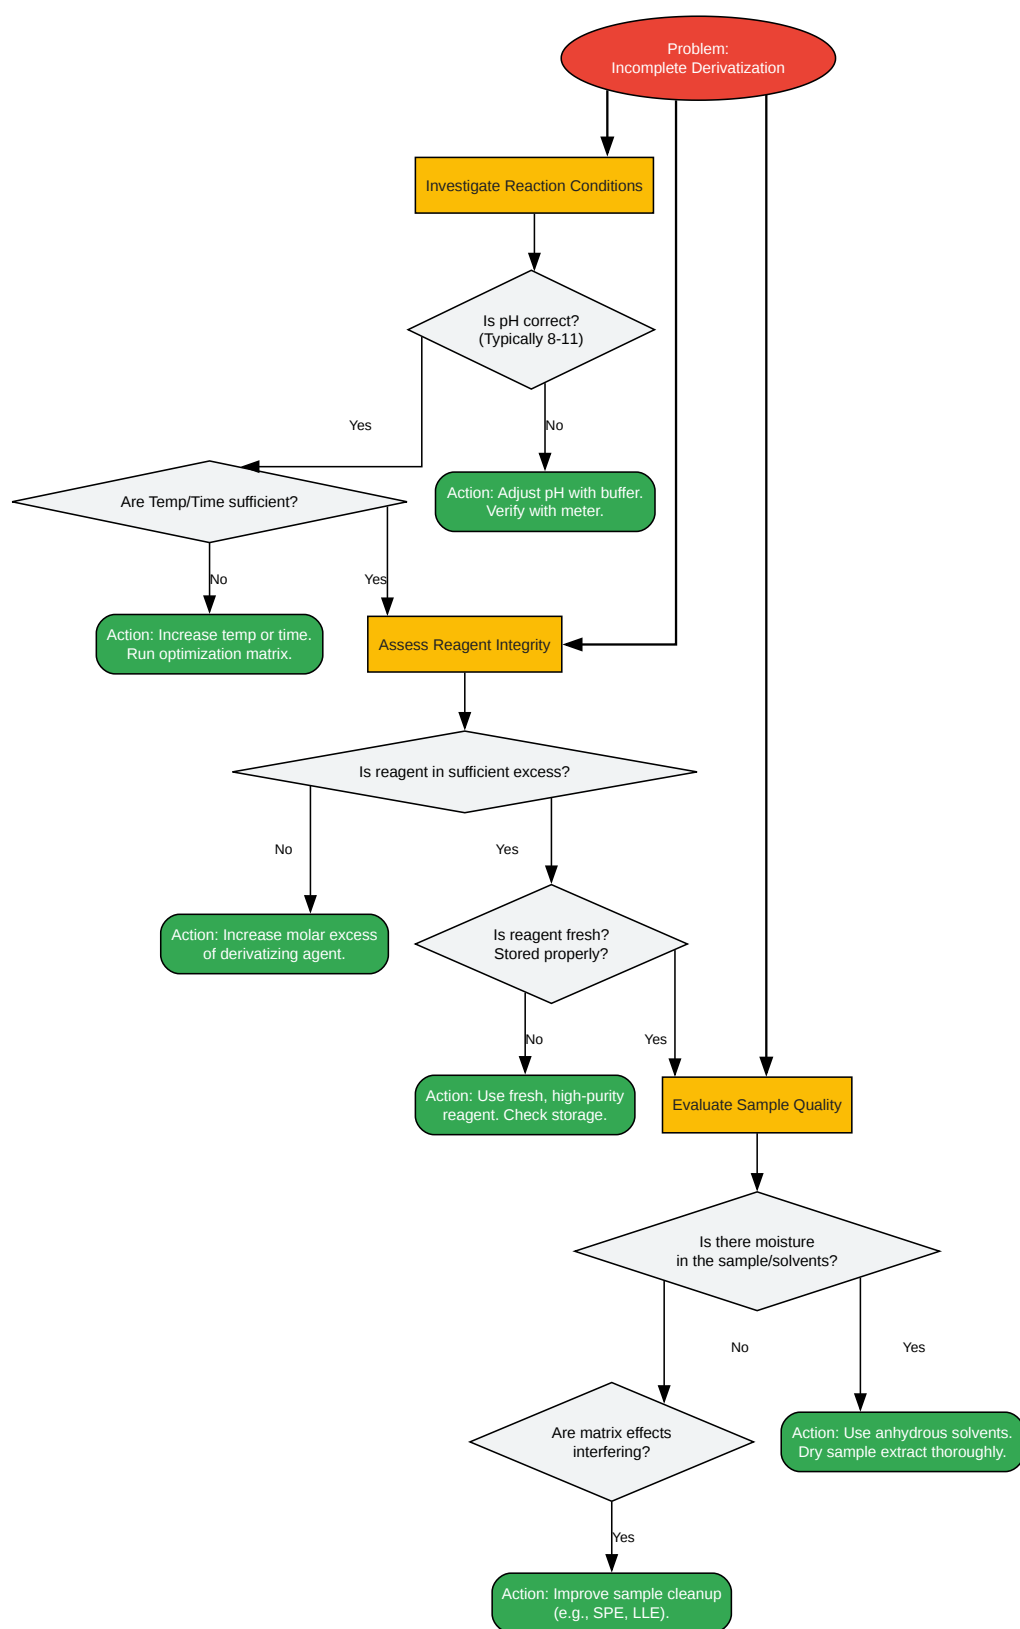 Problem:
Incomplete Derivatization
Investigate Reaction Conditions
Is pH correct?
(Typically 8-11)
Yes
No
Action: Adjust pH with buffer.
Verify with meter.
Are Temp/Time sufficient?
No
Yes
Action: Increase temp or time.
Run optimization matrix.
Assess Reagent Integrity
Is reagent in sufficient excess?
No
Yes
Action: Increase molar excess
of derivatizing agent.
Is reagent fresh?
Stored properly?
No
Yes
Action: Use fresh, high-purity
reagent. Check storage.
Evaluate Sample Quality
Is there moisture
in the sample/solvents?
No
Yes
Are matrix effects
interfering?
Action: Use anhydrous solvents.
Dry sample extract thoroughly.
Yes
Action: Improve sample cleanup
(e.g., SPE, LLE).